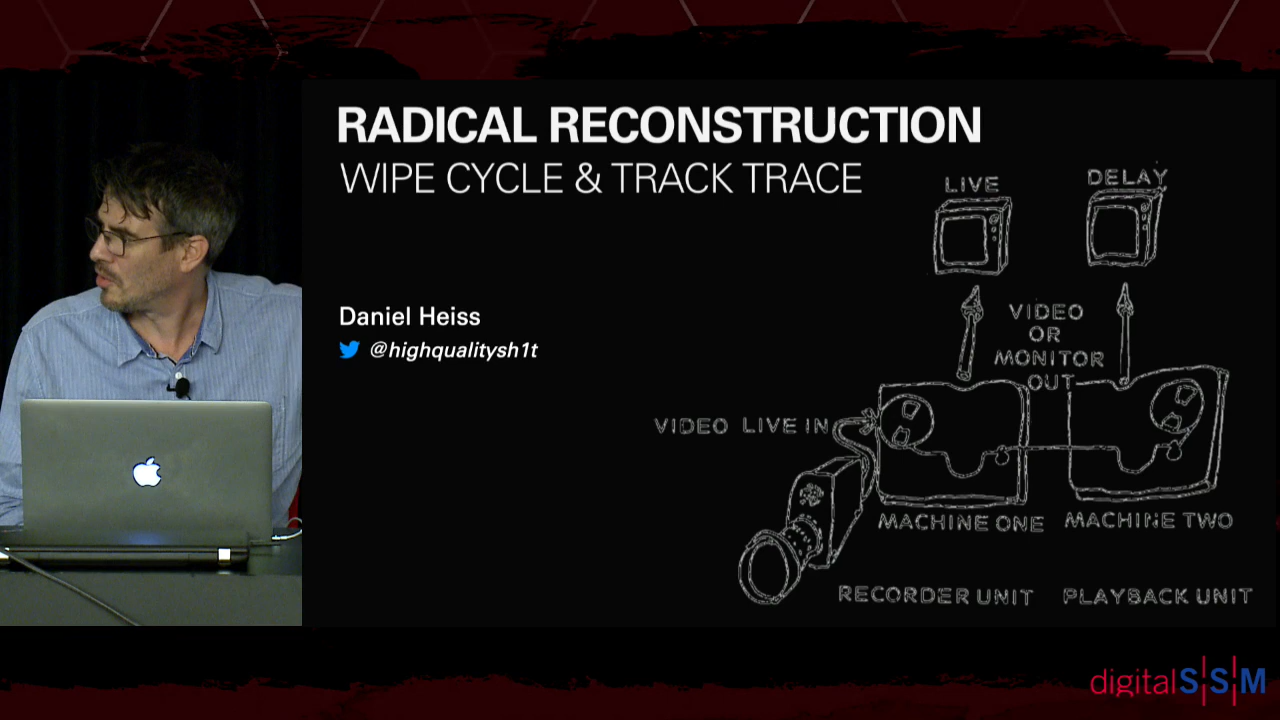 RADICAL RECONSTRUCTION
WIPE CYCLE & TRACK TRACE
LIVE
DELAY
Daniel Heiss
@highqualitysh1t
VIDEO
OR
MONITOR
OUT
VIDEO LIVE IN
MACHINE ONE
MACHINE TWO
RECORDER UNIT
PLAYBACK UNIT
digitalS|S|M